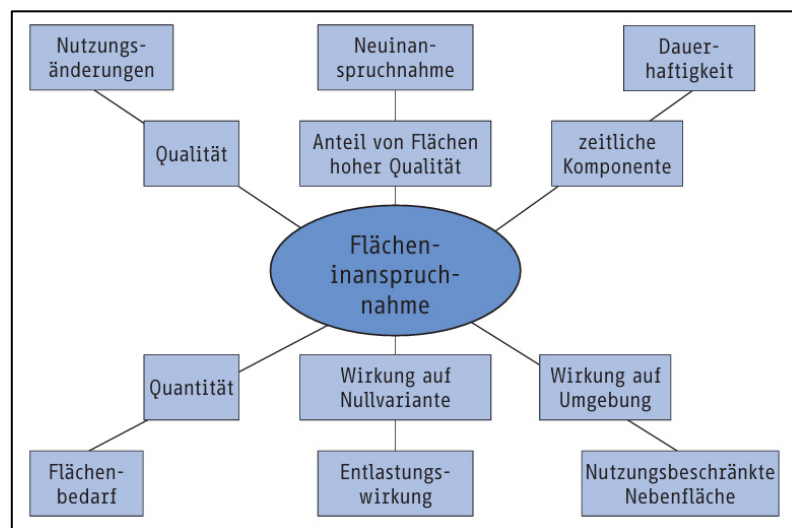 Nutzungs-
änderungen
Neuinan-
spruchnahme
Dauer-
haftigkeit
Qualität
Anteil von Flächen
hoher Qualität
zeitliche
Komponente
Flächen-
inanspruch-
nahme
Quantität
Wirkung auf
Nullvariante
Wirkung auf
Umgebung
Flächen-
bedarf
Entlastungs-
wirkung
Nutzungsbeschränkte
Nebenfläche